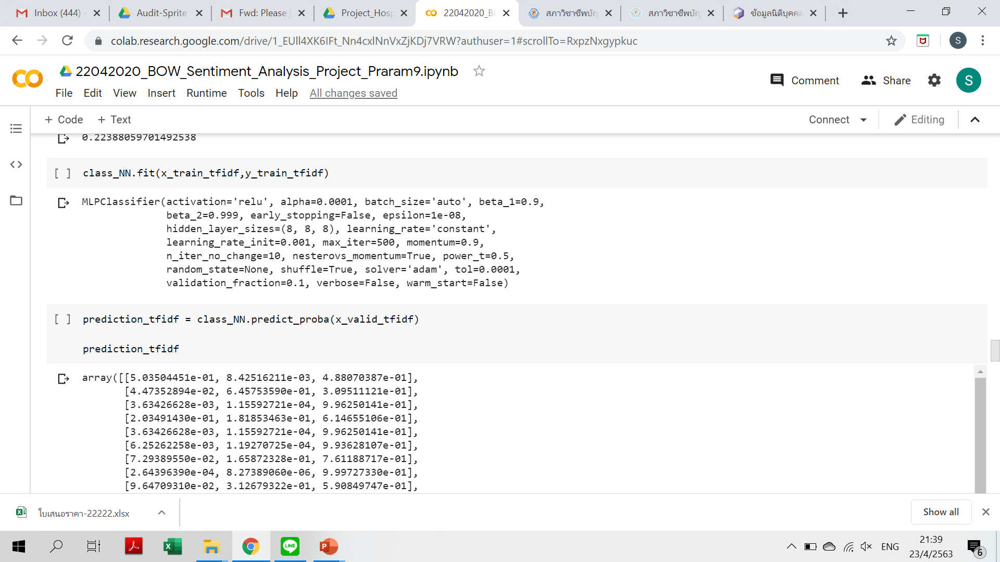 Inbox (444) -
Audit-Sprite
Fwd: Please j
Project_Hosp
22042020_BO
สภาวิชาชีพบัญ
สภาวิชาชีพบัญ
ข้อมูลนิติบุคคล
colab.research.google.com/drive/1_EUll4XK6IFt_Nn4cxlNnVxZjKDj7VRW?authuser=1#scrollTo=RxpzNxgypkuc
S
22042020_BOW_Sentiment_Analysis_Project_Praram9.ipynb
Comment
Share
S
File Edit View Insert Runtime Tools Help All changes saved
+ Code + Text
Connect
Editing
0.22388059701492538
[ ] class_NN.fit(x_train_tfidf,y_train_tfidf)
MLPClassifier(activation='relu', alpha=0.0001, batch_size='auto', beta_1=0.9,
beta_2=0.999, early_stopping=False, epsilon=1e-08,
hidden_layer_sizes=(8, 8, 8), learning_rate='constant',
learning_rate_init=0.001, max_iter=500, momentum=0.9,
n_iter_no_change=10, nesterovs_momentum=True, power_t=0.5,
random_state=None, shuffle=True, solver='adam', tol=0.0001,
validation_fraction=0.1, verbose=False, warm_start=False)
[ ] prediction_tfidf = class_NN.predict_proba(x_valid_tfidf)
prediction_tfidf
array([[5.03504451e-01, 8.42516211e-03, 4.88070387e-01],
[4.47352894e-02, 6.45753590e-01, 3.09511121e-01],
[3.63426628e-03, 1.15592721e-04, 9.96250141e-01],
[2.03491430e-01, 1.81853463e-01, 6.14655106e-01],
[3.63426628e-03, 1.15592721e-04, 9.96250141e-01],
[6.25262258e-03, 1.19270725e-04, 9.93628107e-01],
[7.29389550e-02, 1.65872328e-01, 7.61188717e-01],
[2.64396390e-04, 8.27389060e-06, 9.99727330e-01],
[9.64709310e-02, 3.12679322e-01, 5.90849747e-01],
ใบเสนอราคา-22222.xlsx
Show all
LINE
ENG
21:39
23/4/2563
6